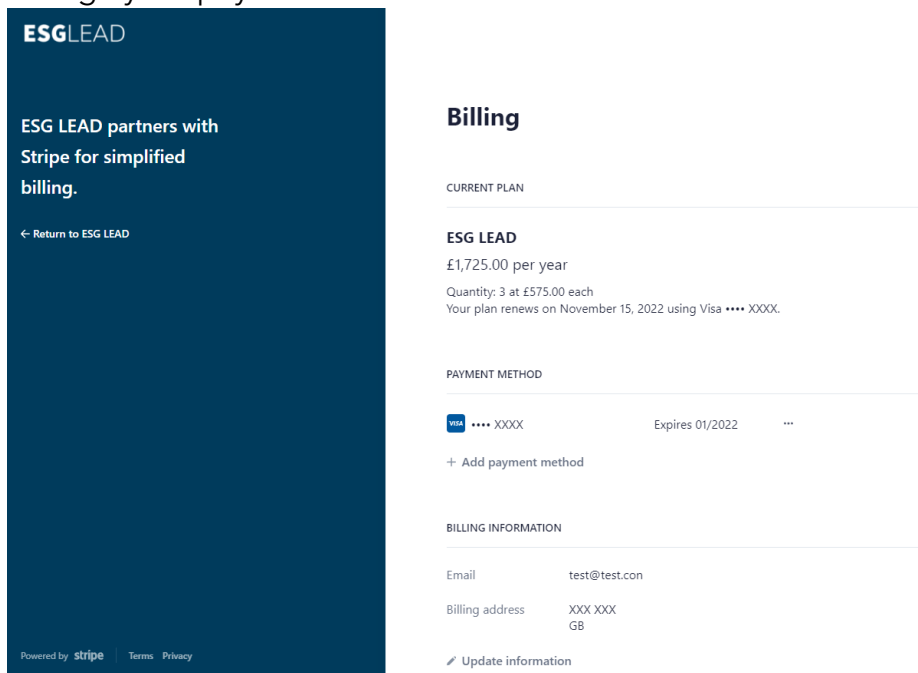 ESGLEAD
ESG LEAD partners with
Stripe for simplified
billing.
← Return to ESG LEAD
Powered by stripe
Terms Privacy
Billing
CURRENT PLAN
ESG LEAD
£1,725.00 per year
Quantity: 3 at £575.00 each
Your plan renews on November 15, 2022 using Visa •••• XXXX.
PAYMENT METHOD
VISA •••• XXXX Expires 01/2022 •••
+ Add payment method
BILLING INFORMATION
Email test@test.con
Billing address XXX XXX
GB
Update information